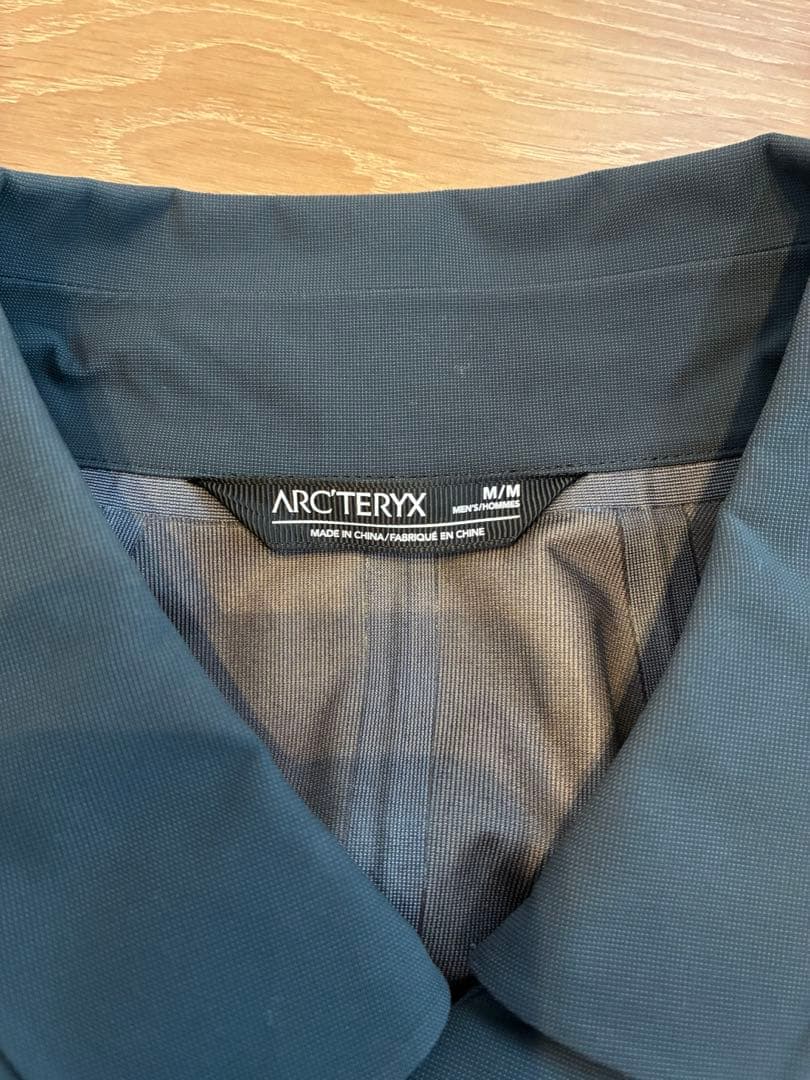 ARC'TERYX
M/M
MEN'S/HOMMES
MADE IN CHINA/FABRIQUÉ EN CHINE